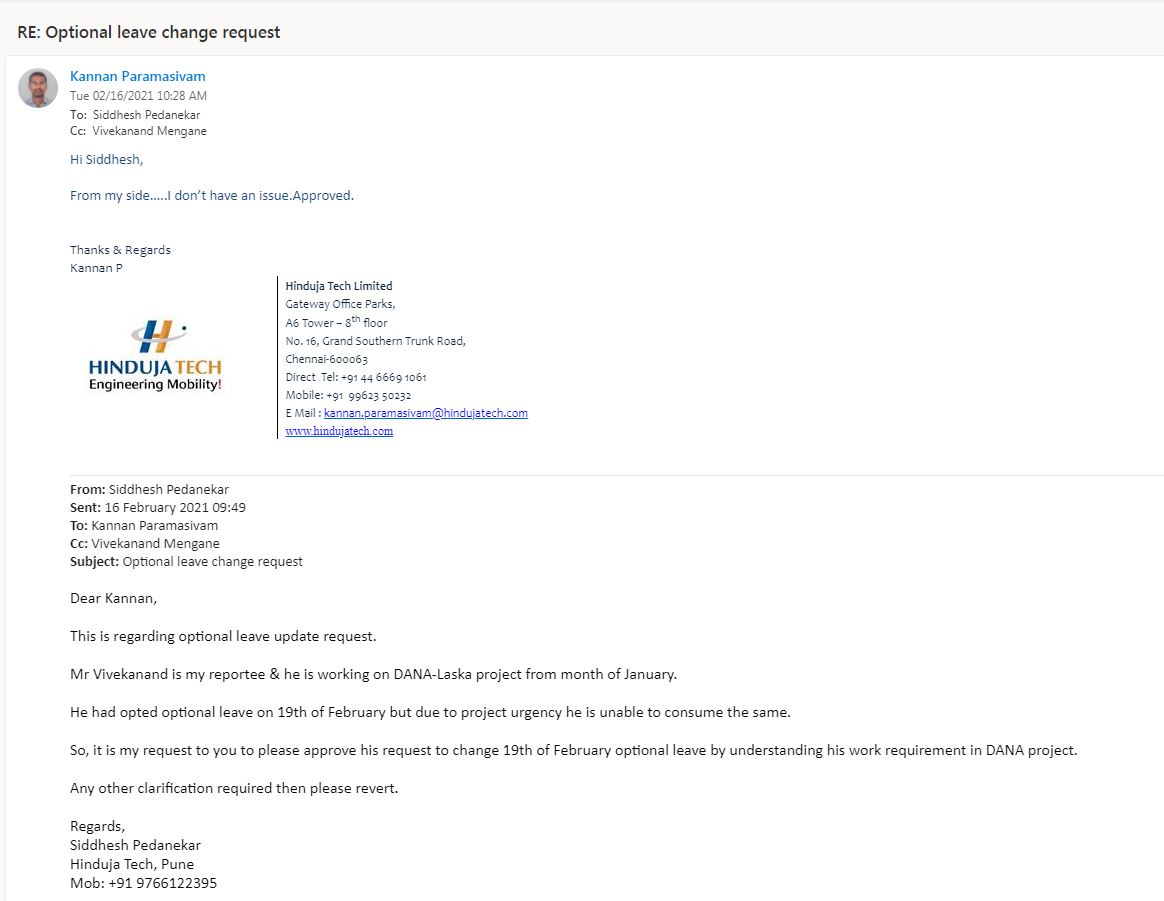 RE: Optional leave change request
Kannan Paramasivam
Tue 02/16/2021 10:28 AM
To: Siddhesh Pedanekar
Cc: Vivekanand Mengane
Hi Siddhesh,
From my side.....I don't have an issue.Approved.
Thanks & Regards
Kannan P
HINDUJA TECH
Engineering Mobility!
Hinduja Tech Limited
Gateway Office Parks,
A6 Tower – 8th floor
No. 16, Grand Southern Trunk Road,
Chennai-600063
Direct Tel: +91 44 6669 1061
Mobile: +91 99623 50232
E Mail : kannan.paramasivam@hindujatech.com
www.hindujatech.com
From: Siddhesh Pedanekar
Sent: 16 February 2021 09:49
To: Kannan Paramasivam
Cc: Vivekanand Mengane
Subject: Optional leave change request
Dear Kannan,
This is regarding optional leave update request.
Mr Vivekanand is my reportee & he is working on DANA-Laska project from month of January.
He had opted optional leave on 19th of February but due to project urgency he is unable to consume the same.
So, it is my request to you to please approve his request to change 19th of February optional leave by understanding his work requirement in DANA project.
Any other clarification required then please revert.
Regards,
Siddhesh Pedanekar
Hinduja Tech, Pune
Mob: +91 9766122395